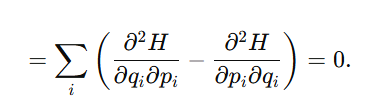 = \sum_i \left( \frac{\partial^2 H}{\partial q_i \partial p_i} - \frac{\partial^2 H}{\partial p_i \partial q_i} \right) = 0.